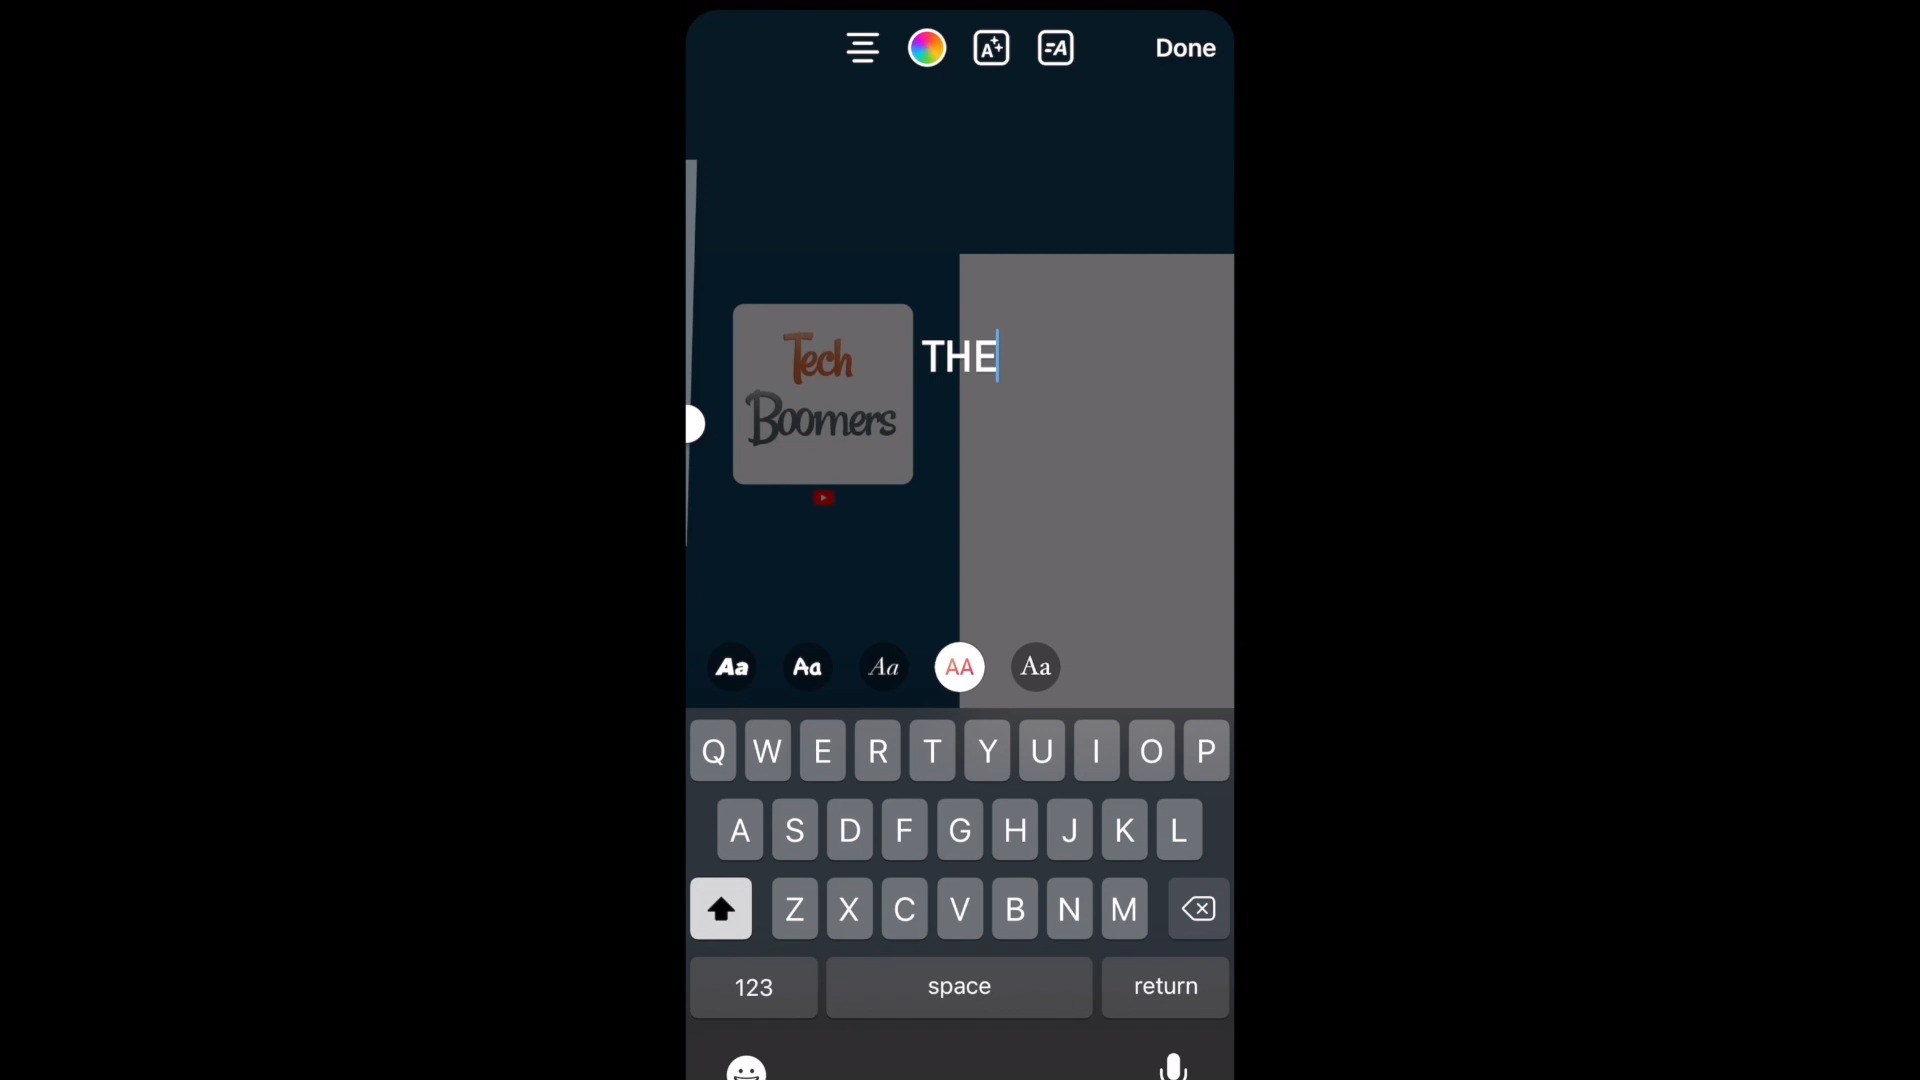 A A Done
Tech
Boomers
THE
Aa Aa Aa AA Aa
Q W E R T Y U I O P
A S D F G H J K L
Z X C V B N M
123 space return